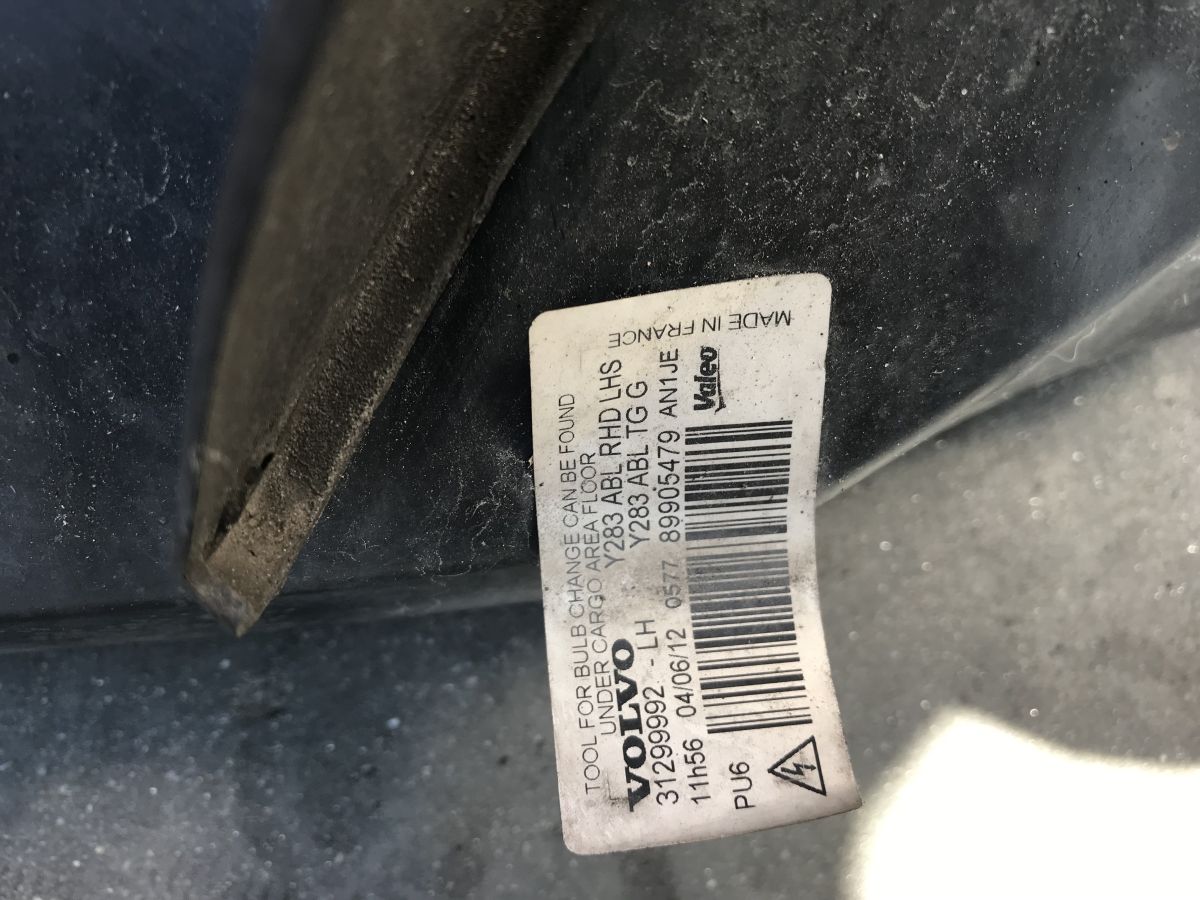 TOOL FOR BULB CHANGE CAN BE FOUND
UNDER CARGO AREA FLOOR
VOLVO Y283 ABL RHD LHS
31299992 - LH Y283 ABL TG G
11h56 04/06/12 0577 89905479 AN1JE
PU6
Valeo
MADE IN FRANCE